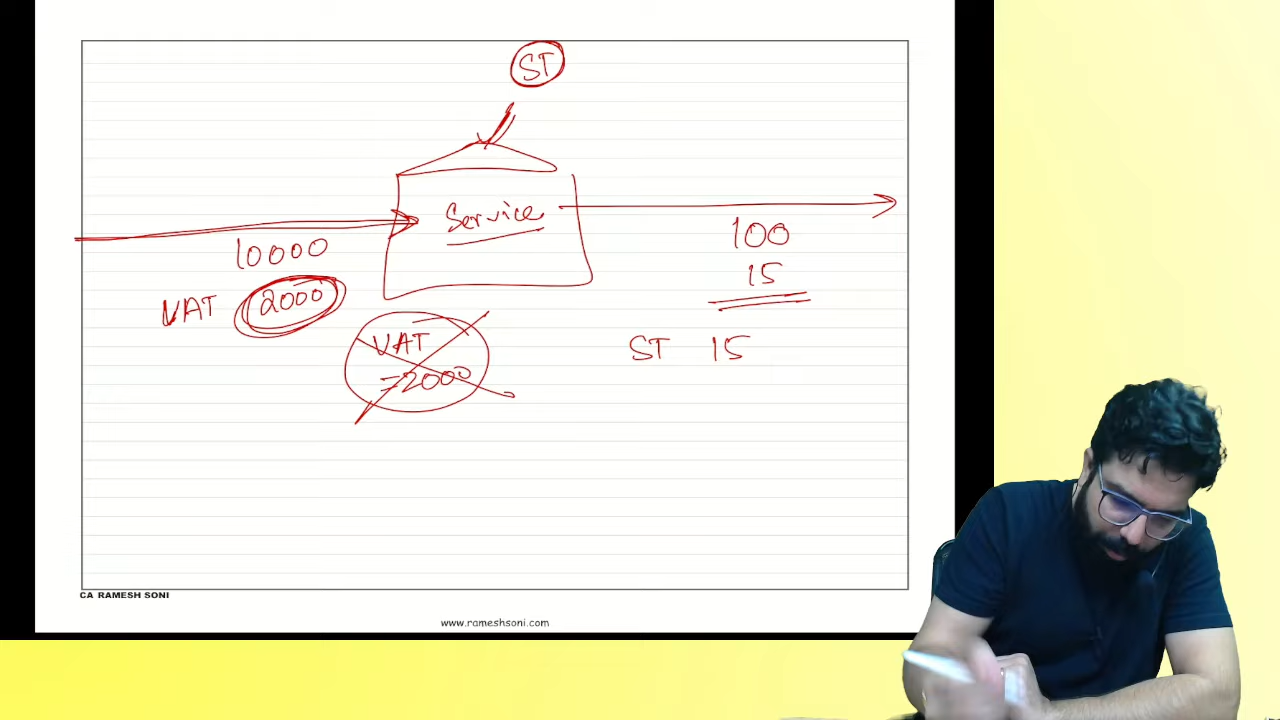 ST
Service
10000
VAT 2000
100
15
VAT
=2000
ST 15
CA RAMESH SONI
www.rameshsoni.com